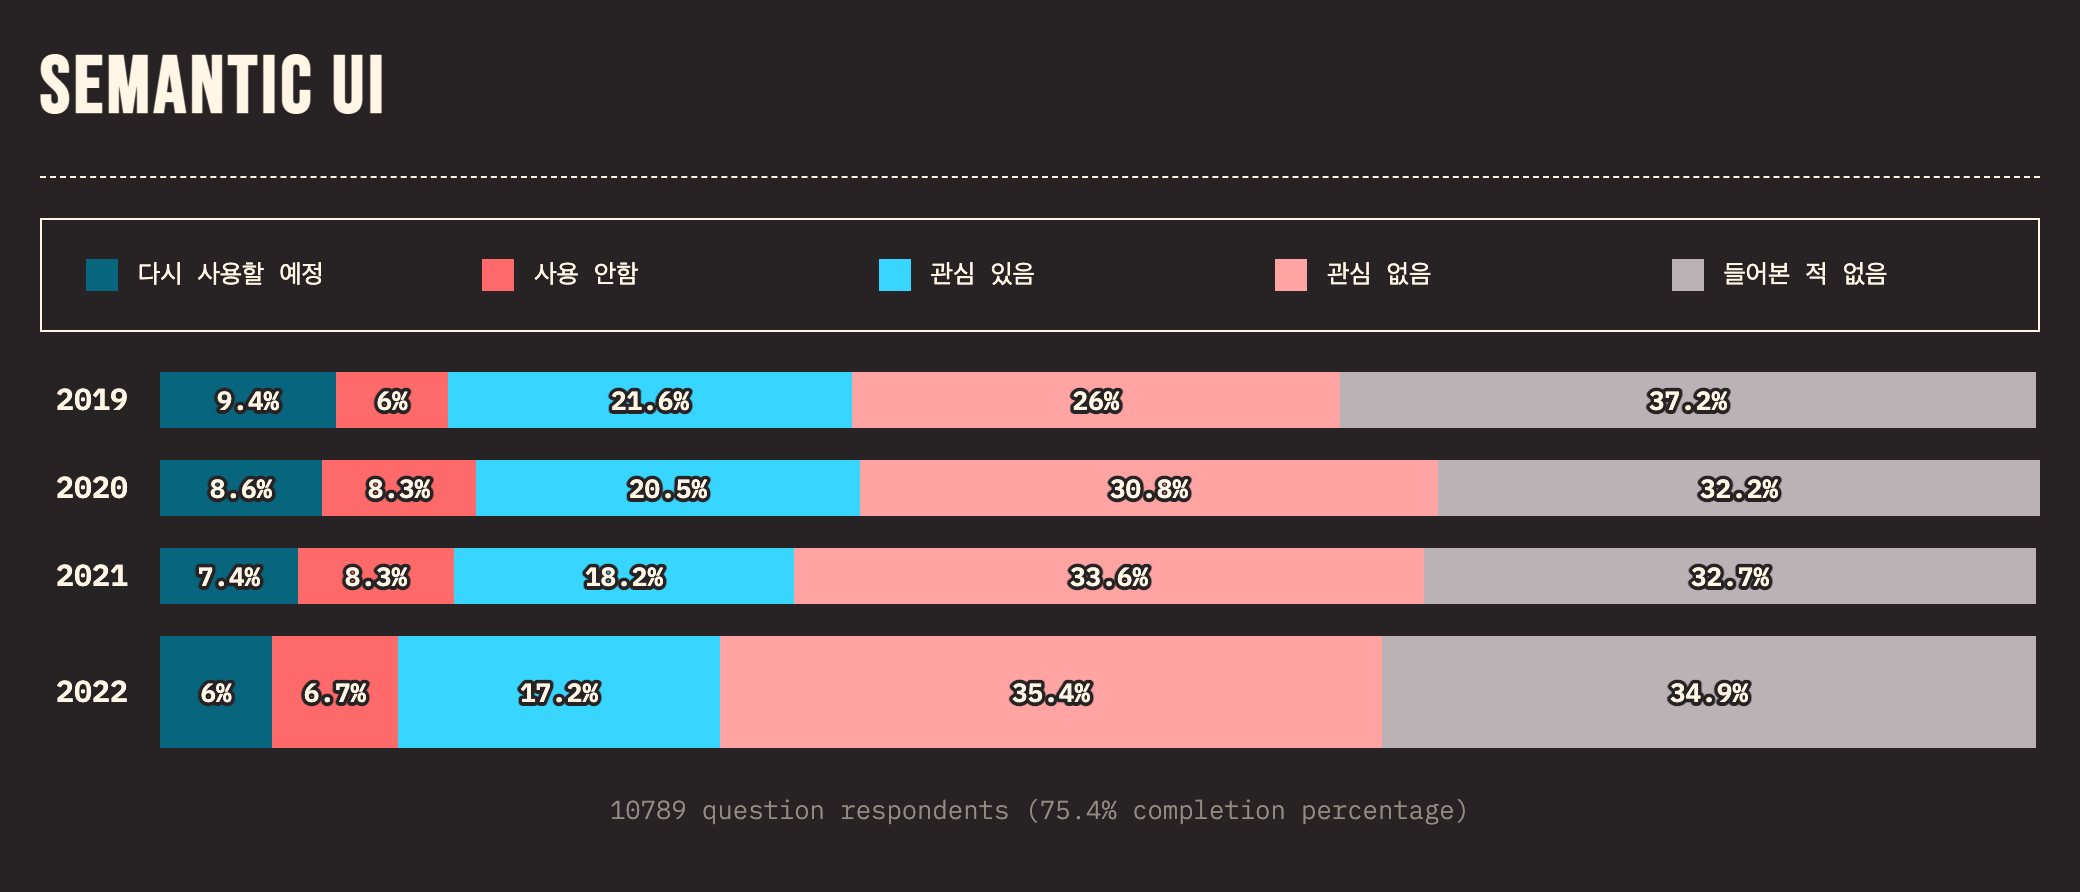 SEMANTIC UI
다시 사용할 예정 사용 안함 관심 있음 관심 없음 들어본 적 없음
2019 9.4% 6% 21.6% 26% 37.2%
2020 8.6% 8.3% 20.5% 30.8% 32.2%
2021 7.4% 8.3% 18.2% 33.6% 32.7%
2022 6% 6.7% 17.2% 35.4% 34.9%
10789 question respondents (75.4% completion percentage)